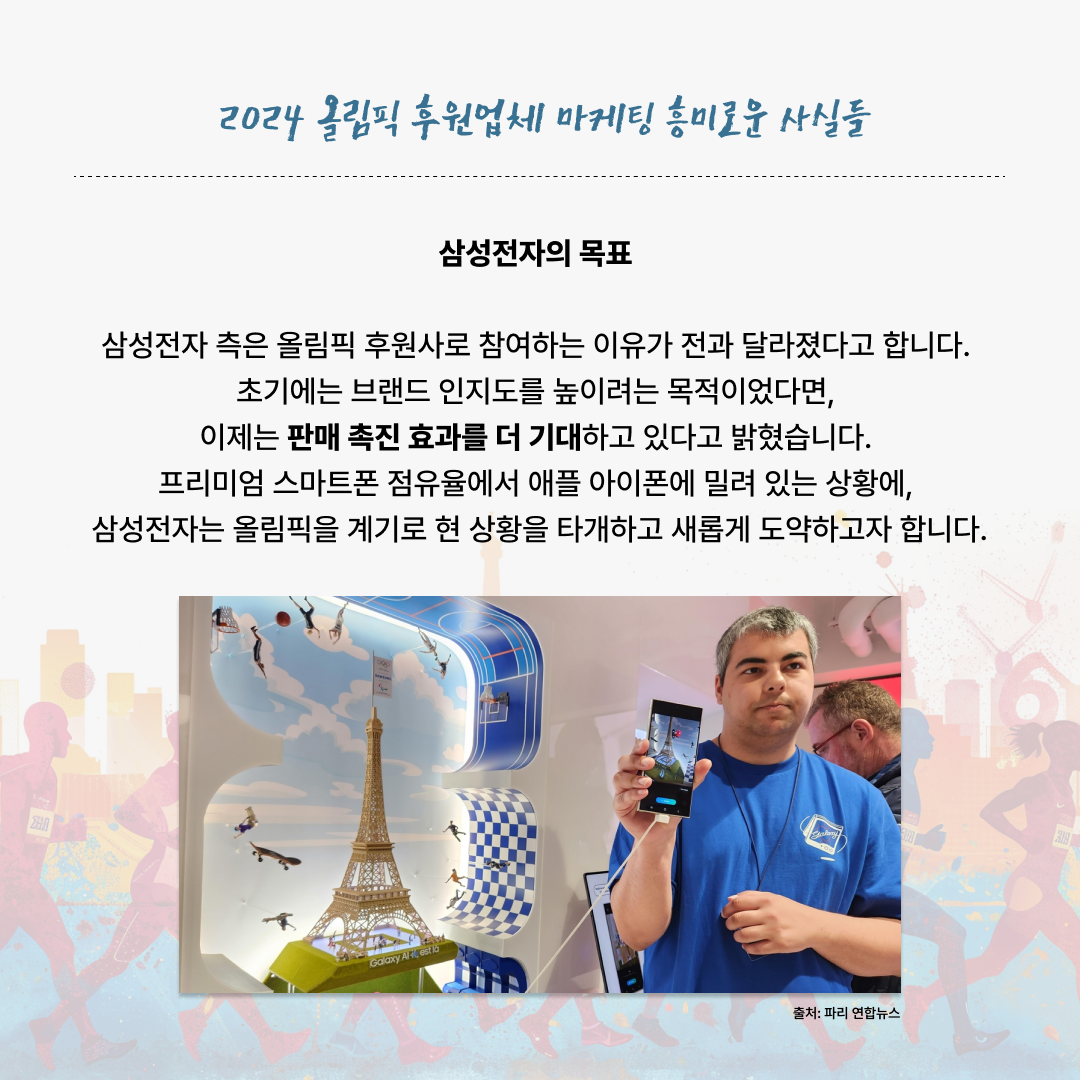 2024 올림픽 후원업체 마케팅 흥미로운 사실들
삼성전자의 목표
삼성전자 측은 올림픽 후원사로 참여하는 이유가 전과 달라졌다고 합니다.
초기에는 브랜드 인지도를 높이려는 목적이었다면,
이제는 판매 촉진 효과를 더 기대하고 있다고 밝혔습니다.
프리미엄 스마트폰 점유율에서 애플 아이폰에 밀려 있는 상황에,
삼성전자는 올림픽을 계기로 현 상황을 타개하고 새롭게 도약하고자 합니다.
Galaxy
Galaxy AI est là
출처: 파리 연합뉴스